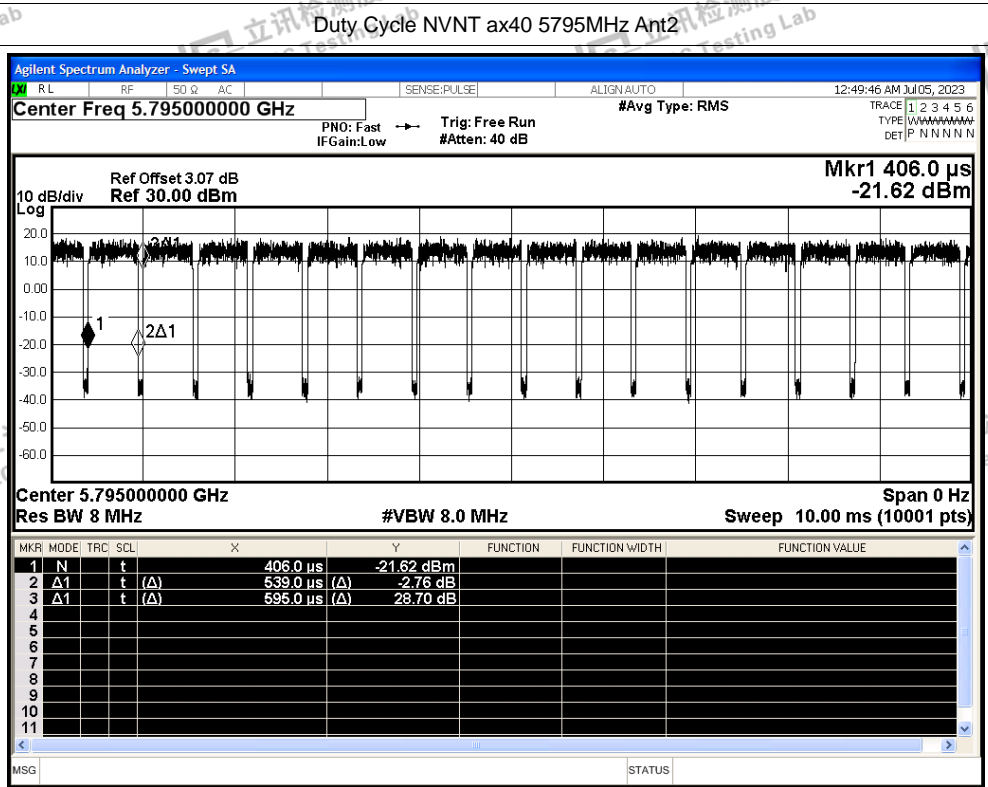 Duty Cycle NVNT ax40 5795MHz Ant2
Agilent Spectrum Analyzer - Swept SA
LXI RL RF 50 Ω AC SENSE:PULSE ALIGNAUTO 12:49:46 AM Jul 05, 2023
Center Freq 5.795000000 GHz #Avg Type: RMS TRACE 1 2 3 4 5 6
PNO: Fast Trig: Free Run TYPE WWWWWW
IFGain:Low #Atten: 40 dB DET P N N N N N
Mkr1 406.0 µs
Ref Offset 3.07 dB
10 dB/div Ref 30.00 dBm -21.62 dBm
Log
20.0
10.0
0.00
-10.0
-20.0
-30.0
-40.0
-50.0
-60.0
3Δ1
1
2Δ1
Center 5.795000000 GHz Span 0 Hz
Res BW 8 MHz #VBW 8.0 MHz Sweep 10.00 ms (10001 pts)
MKR MODE TRC SCL X Y FUNCTION FUNCTION WIDTH FUNCTION VALUE
1 N t 406.0 µs -21.62 dBm
2 Δ1 t (Δ) 539.0 µs (Δ) -2.76 dB
3 Δ1 t (Δ) 595.0 µs (Δ) 28.70 dB
4
5
6
7
8
9
10
11
MSG STATUS